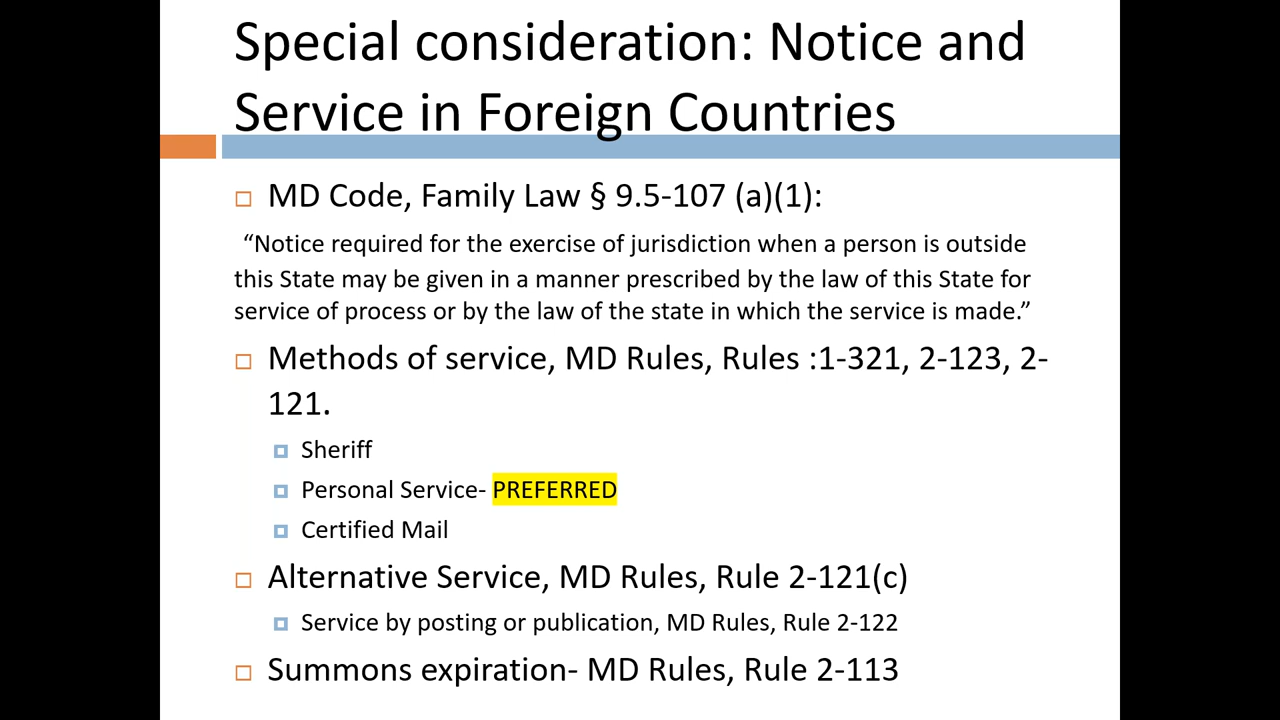 Special consideration: Notice and
Service in Foreign Countries
MD Code, Family Law § 9.5-107 (a)(1):
“Notice required for the exercise of jurisdiction when a person is outside
this State may be given in a manner prescribed by the law of this State for
service of process or by the law of the state in which the service is made.”
Methods of service, MD Rules, Rules :1-321, 2-123, 2-
121.
Sheriff
Personal Service- PREFERRED
Certified Mail
Alternative Service, MD Rules, Rule 2-121(c)
Service by posting or publication, MD Rules, Rule 2-122
Summons expiration- MD Rules, Rule 2-113